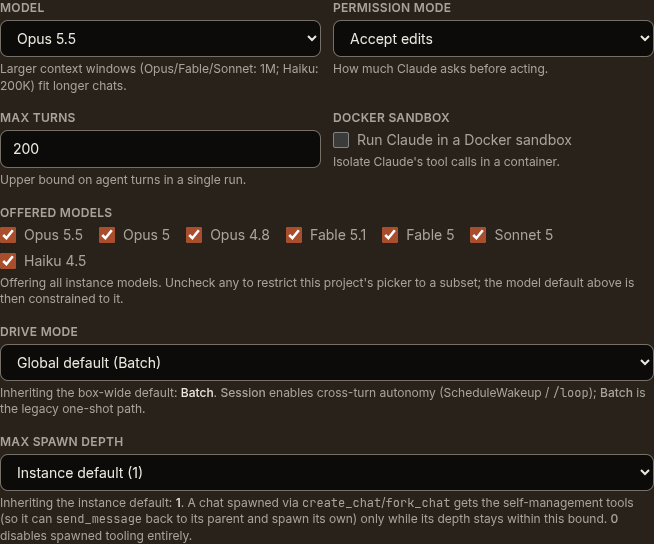 MODEL
PERMISSION MODE
Opus 5.5
Accept edits
Larger context windows (Opus/Fable/Sonnet: 1M; Haiku:
200K) fit longer chats.
How much Claude asks before acting.
MAX TURNS
DOCKER SANDBOX
200
Run Claude in a Docker sandbox
Isolate Claude's tool calls in a container.
Upper bound on agent turns in a single run.
OFFERED MODELS
Opus 5.5 Opus 5 Opus 4.8 Fable 5.1 Fable 5 Sonnet 5
Haiku 4.5
Offering all instance models. Uncheck any to restrict this project's picker to a subset; the model default above is
then constrained to it.
DRIVE MODE
Global default (Batch)
Inheriting the box-wide default: Batch. Session enables cross-turn autonomy (ScheduleWakeup / /loop); Batch is
the legacy one-shot path.
MAX SPAWN DEPTH
Instance default (1)
Inheriting the instance default: 1. A chat spawned via create_chat/fork_chat gets the self-management tools
(so it can send_message back to its parent and spawn its own) only while its depth stays within this bound. 0
disables spawned tooling entirely.